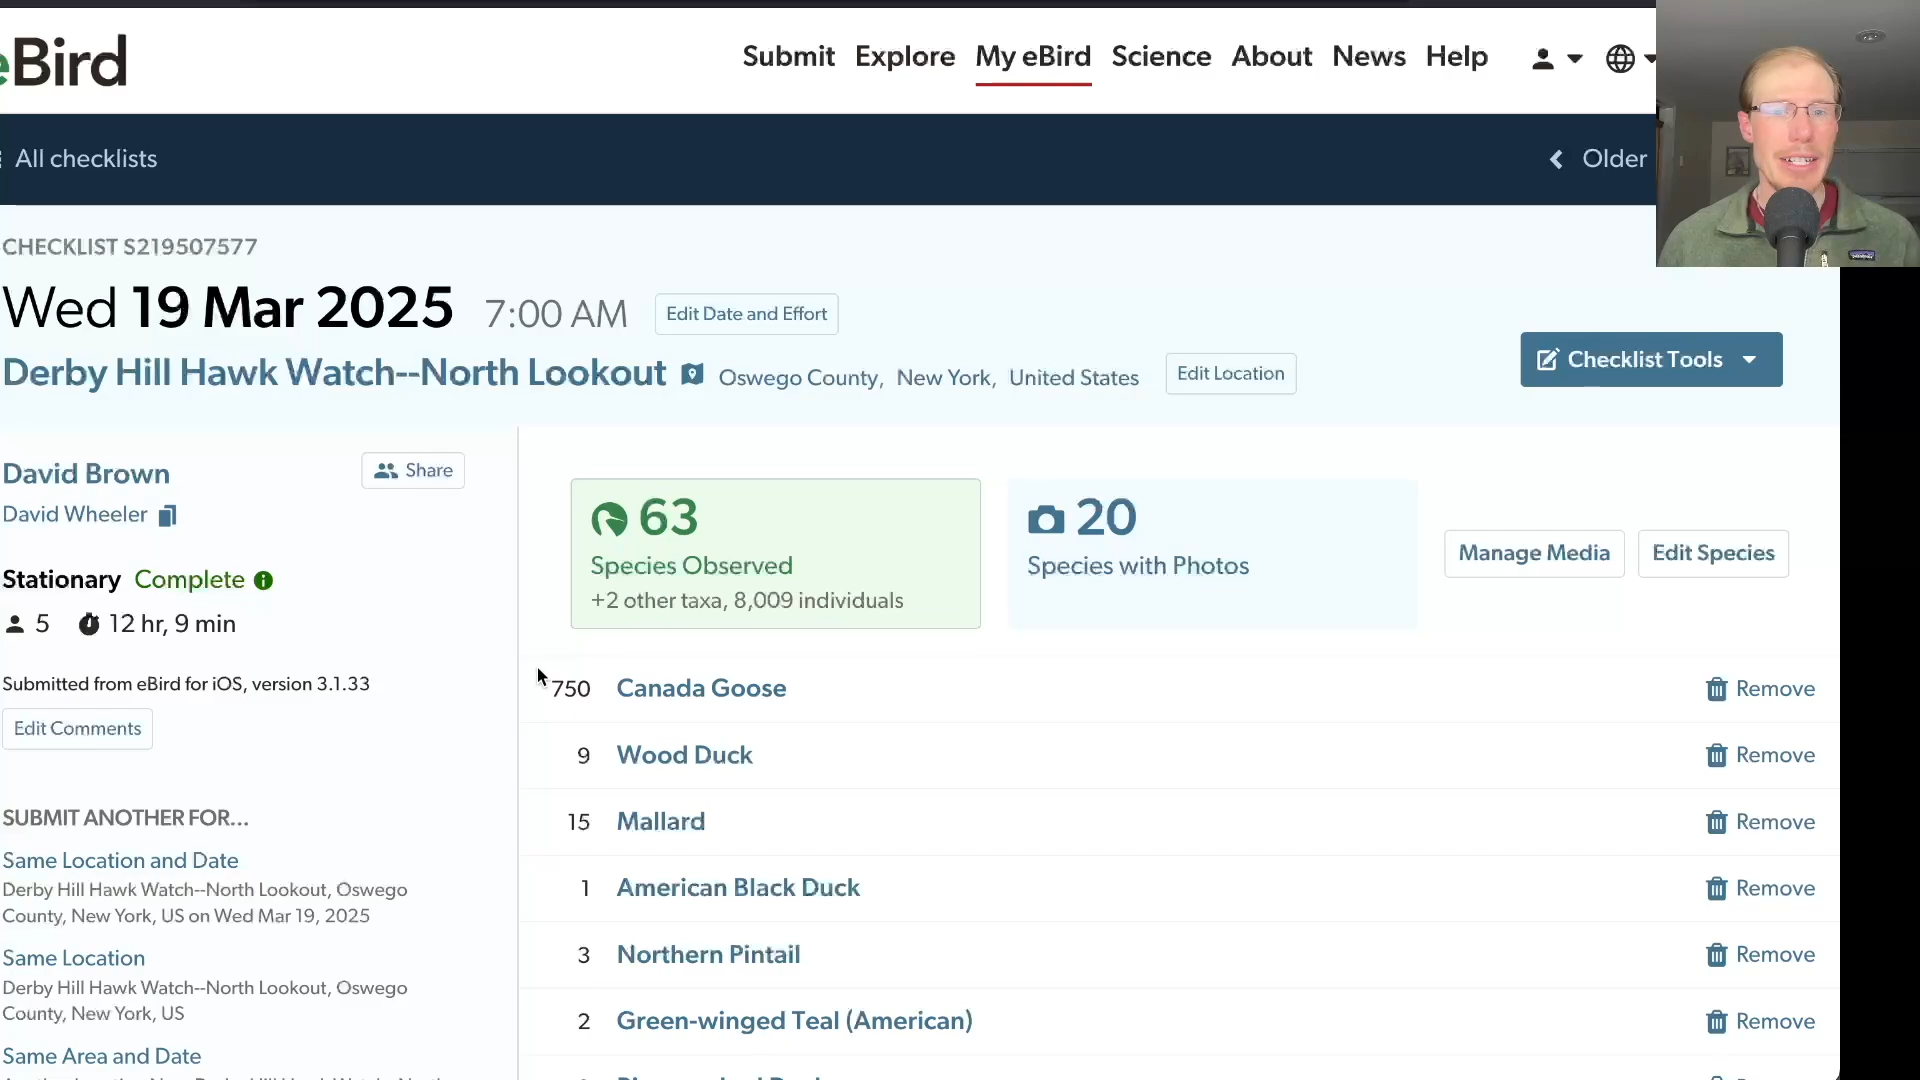 eBird
Submit Explore My eBird Science About News Help
All checklists
Older
CHECKLIST S219507577
Wed 19 Mar 2025 7:00 AM Edit Date and Effort
Derby Hill Hawk Watch--North Lookout Oswego County, New York, United States Edit Location
Checklist Tools
David Brown
Share
David Wheeler
Stationary Complete
5 12 hr, 9 min
Submitted from eBird for iOS, version 3.1.33
Edit Comments
SUBMIT ANOTHER FOR...
Same Location and Date
Derby Hill Hawk Watch--North Lookout, Oswego
County, New York, US on Wed Mar 19, 2025
Same Location
Derby Hill Hawk Watch--North Lookout, Oswego
County, New York, US
Same Area and Date
63
Species Observed
+2 other taxa, 8,009 individuals
20
Species with Photos
Manage Media
Edit Species
750 Canada Goose Remove
9 Wood Duck Remove
15 Mallard Remove
1 American Black Duck Remove
3 Northern Pintail Remove
2 Green-winged Teal (American) Remove